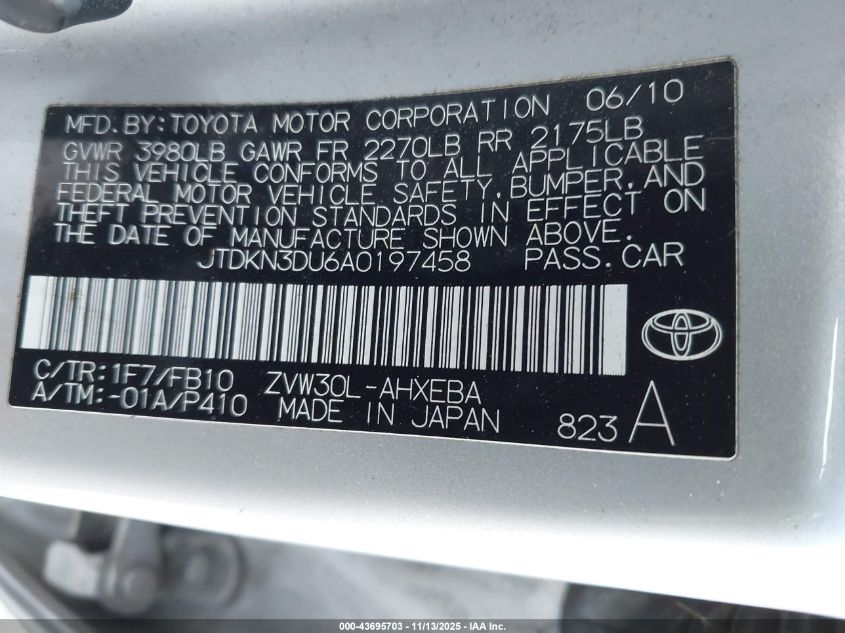 MFD. BY: TOYOTA MOTOR CORPORATION 06/10
GVWR 3980LB GAWR FR 2270LB RR 2175LB
THIS VEHICLE CONFORMS TO ALL APPLICABLE
FEDERAL MOTOR VEHICLE SAFETY, BUMPER, AND
THEFT PREVENTION STANDARDS IN EFFECT ON
THE DATE OF MANUFACTURE SHOWN ABOVE.
JTDKN3DU6A0197458 PASS. CAR
C/TR: 1F7/FB10 ZVW30L-AHXEBA
A/TM: -01A/P410 MADE IN JAPAN 823 A
000-43695703 - 11/13/2025 - IAA Inc.